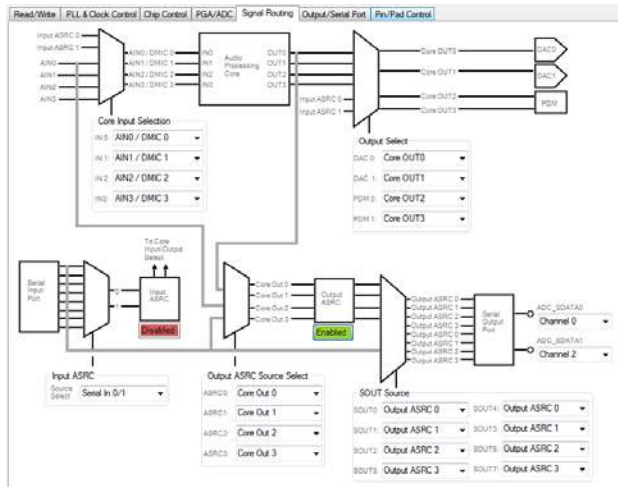 Read/Write PLL & Clock Control Chip Control PGA/ADC Signal Routing Output/Serial Port Pin/Pad Control
Input ASRC 0
Input ASRC 1
AIN0
AIN1
AIN2
AIN3
AIN0 / DMIC 0
AIN1 / DMIC 1
AIN2 / DMIC 2
AIN3 / DMIC 3
IN0
IN1
IN2
Audio
Processing
Core
OUT0
OUT1
OUT2
OUT3
Input ASRC 0
Input ASRC 1
Core OUT0
Core OUT1
Core OUT2
Core OUT3
DAC0
DAC1
PDM
Core Input Selection
AIN0 / DMIC 0
IN 1: AIN1 / DMIC 1
IN 2: AIN2 / DMIC 2
AIN3 / DMIC 3
Output Select
DAC 0: Core OUT0
DAC 1: Core OUT1
PDM 0: Core OUT2
PDM 1: Core OUT3
To Core
Input/Output
Select
Serial
Input
Port
0
1
Input
ASRC
Disabled
Core Out 0
Core Out 1
Core Out 2
Core Out 3
Output
ASRC
Enabled
Output ASRC 0
Output ASRC 1
Output ASRC 2
Output ASRC 3
Output ASRC 0
Output ASRC 1
Output ASRC 2
Output ASRC 3
Serial
Output
Port
ADC_SDATA0
Channel 0
ADC_SDATA1
Channel 2
Input ASRC
Source
Select Serial In 0/1
Output ASRC Source Select
ASRC0: Core Out 0
ASRC1: Core Out 1
ASRC2: Core Out 2
ASRC3: Core Out 3
SOUT Source
SOUT0: Output ASRC 0 SOUT4: Output ASRC 0
SOUT1: Output ASRC 1 SOUT5: Output ASRC 1
SOUT2: Output ASRC 2 SOUT6: Output ASRC 2
SOUT3: Output ASRC 3 SOUT7: Output ASRC 3